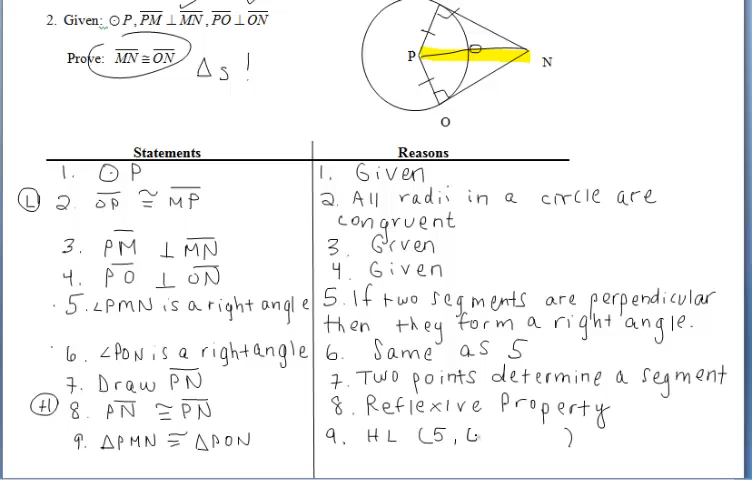 2. Given: ⊙P, PM ⊥ MN, PO ⊥ ON
Prove: MN ≅ ON
Δs !
P
N
O
Statements Reasons
1. ⊙ P 1. Given
L 2. OP ≅ MP 2. All radii in a circle are
congruent
3. PM ⊥ MN 3. Given
4. PO ⊥ ON 4. Given
5. ∠PMN is a right angle 5. If two segments are perpendicular
then they form a right angle.
6. ∠PON is a right angle 6. Same as 5
7. Draw PN 7. Two points determine a segment
H 8. PN ≅ PN 8. Reflexive Property
9. ΔPMN ≅ ΔPON 9. HL (5, 6 )